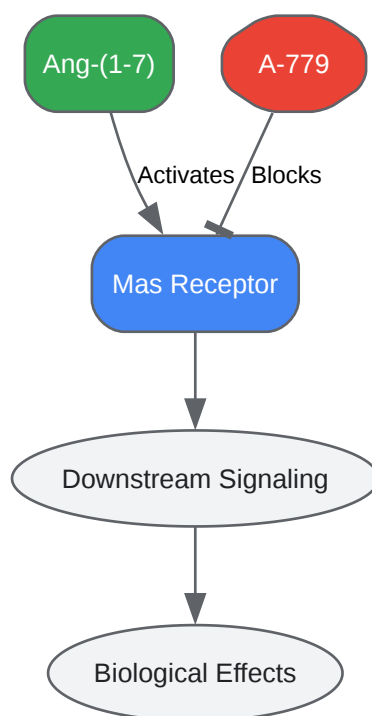 Ang-(1-7)
A-779
Activates
Blocks
Mas Receptor
Downstream Signaling
Biological Effects